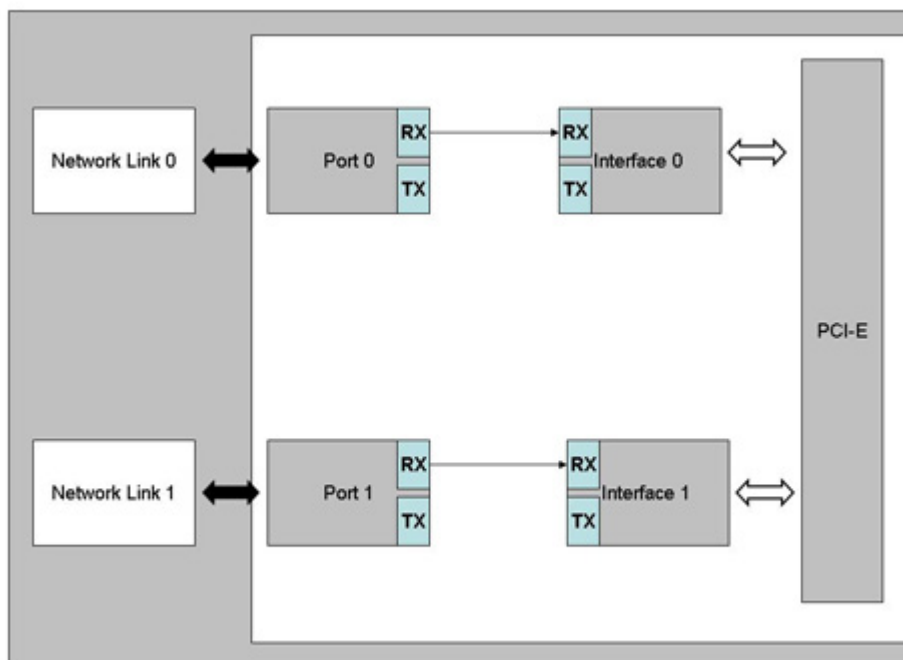 Network Link 0
Port 0
RX
TX
RX
TX
Interface 0
PCI-E
Network Link 1
Port 1
RX
TX
RX
TX
Interface 1